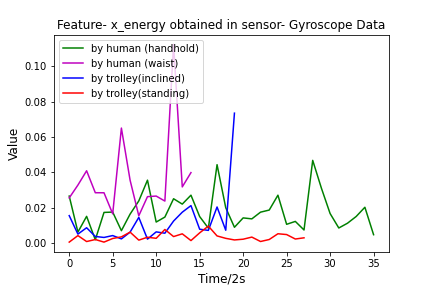 Feature- x_energy obtained in sensor- Gyroscope Data
by human (handhold)
by human (waist)
by trolley(inclined)
by trolley(standing)
Value
0.10
0.08
0.06
0.04
0.02
0.00
0 5 10 15 20 25 30 35
Time/2s